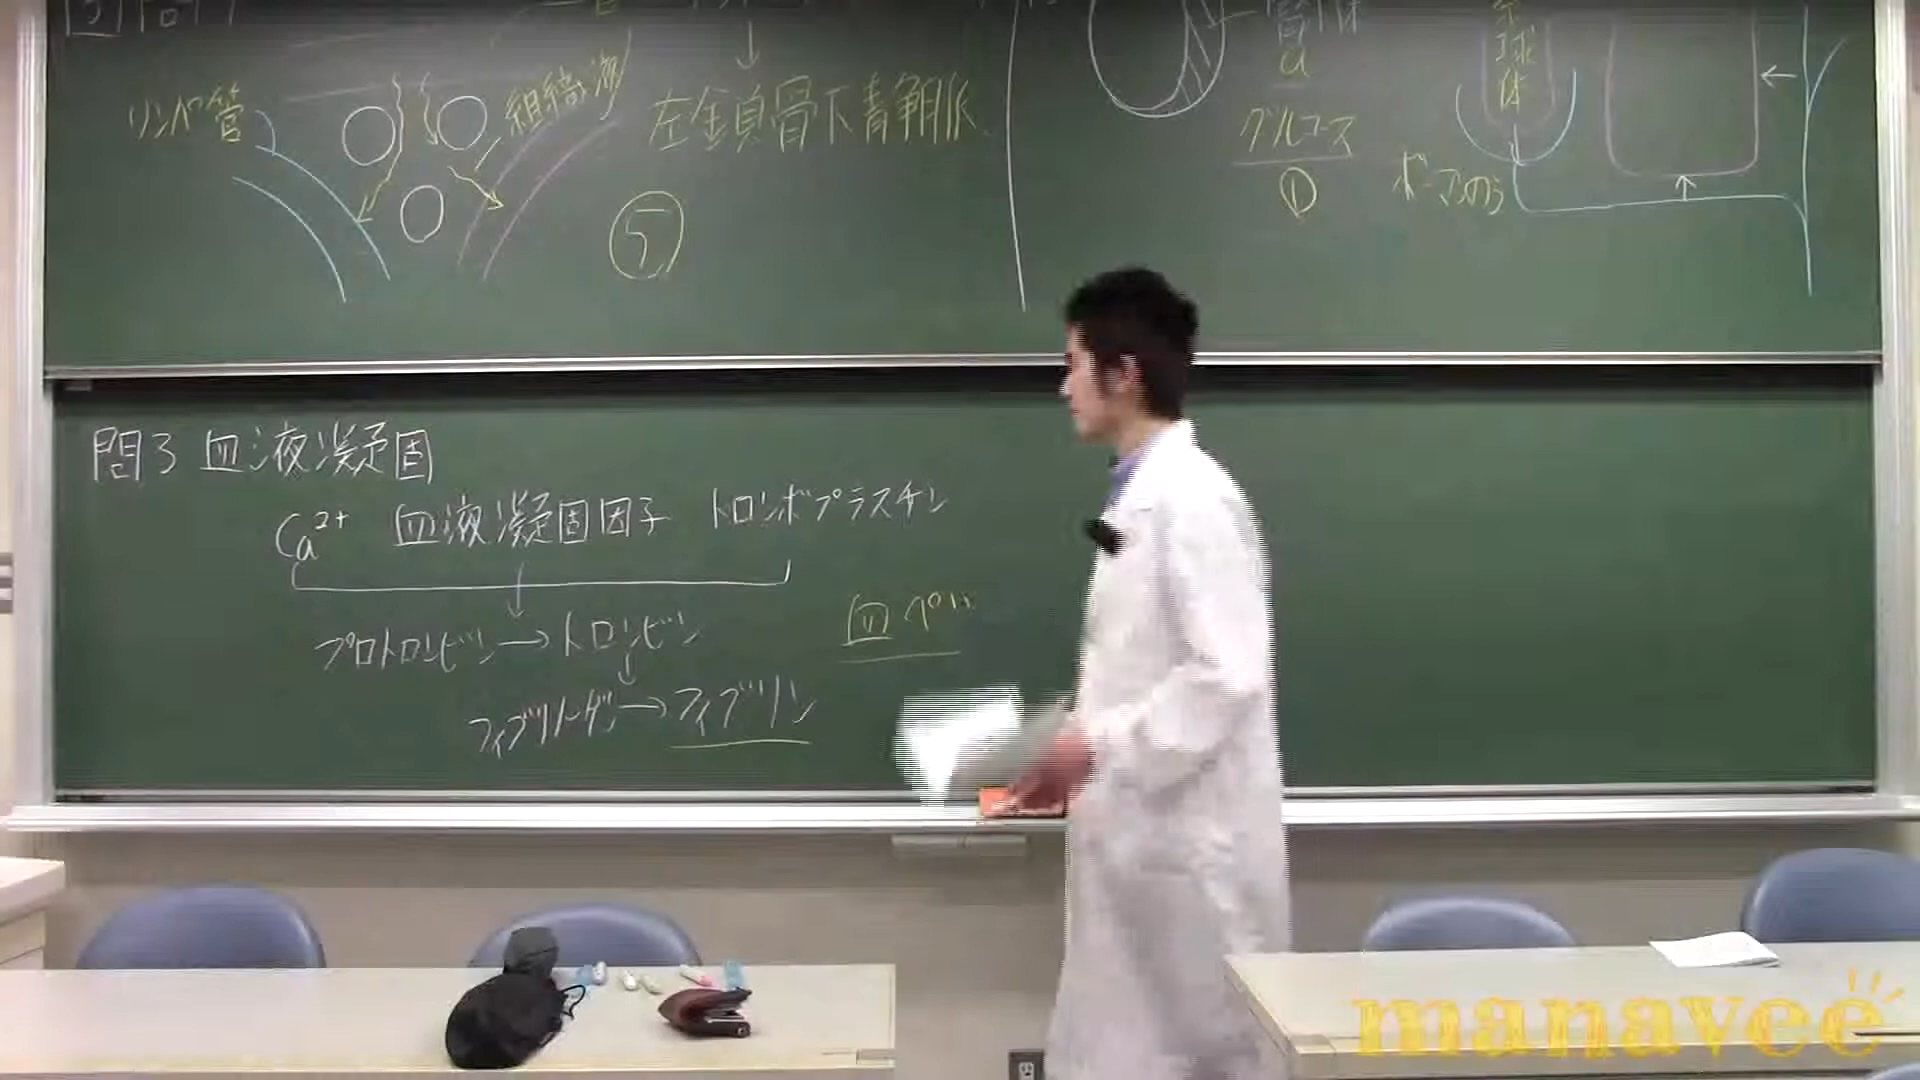 リンパ管
組織液
左鎖骨下静脈
⑤
グルコース
①
球体
ボーマンのう
問3 血液凝固
Ca²⁺ 血液凝固因子 トロンボプラスチン
プロトロンビン→トロンビン
血ペい
フィブリノーゲン→フィブリン
manavee